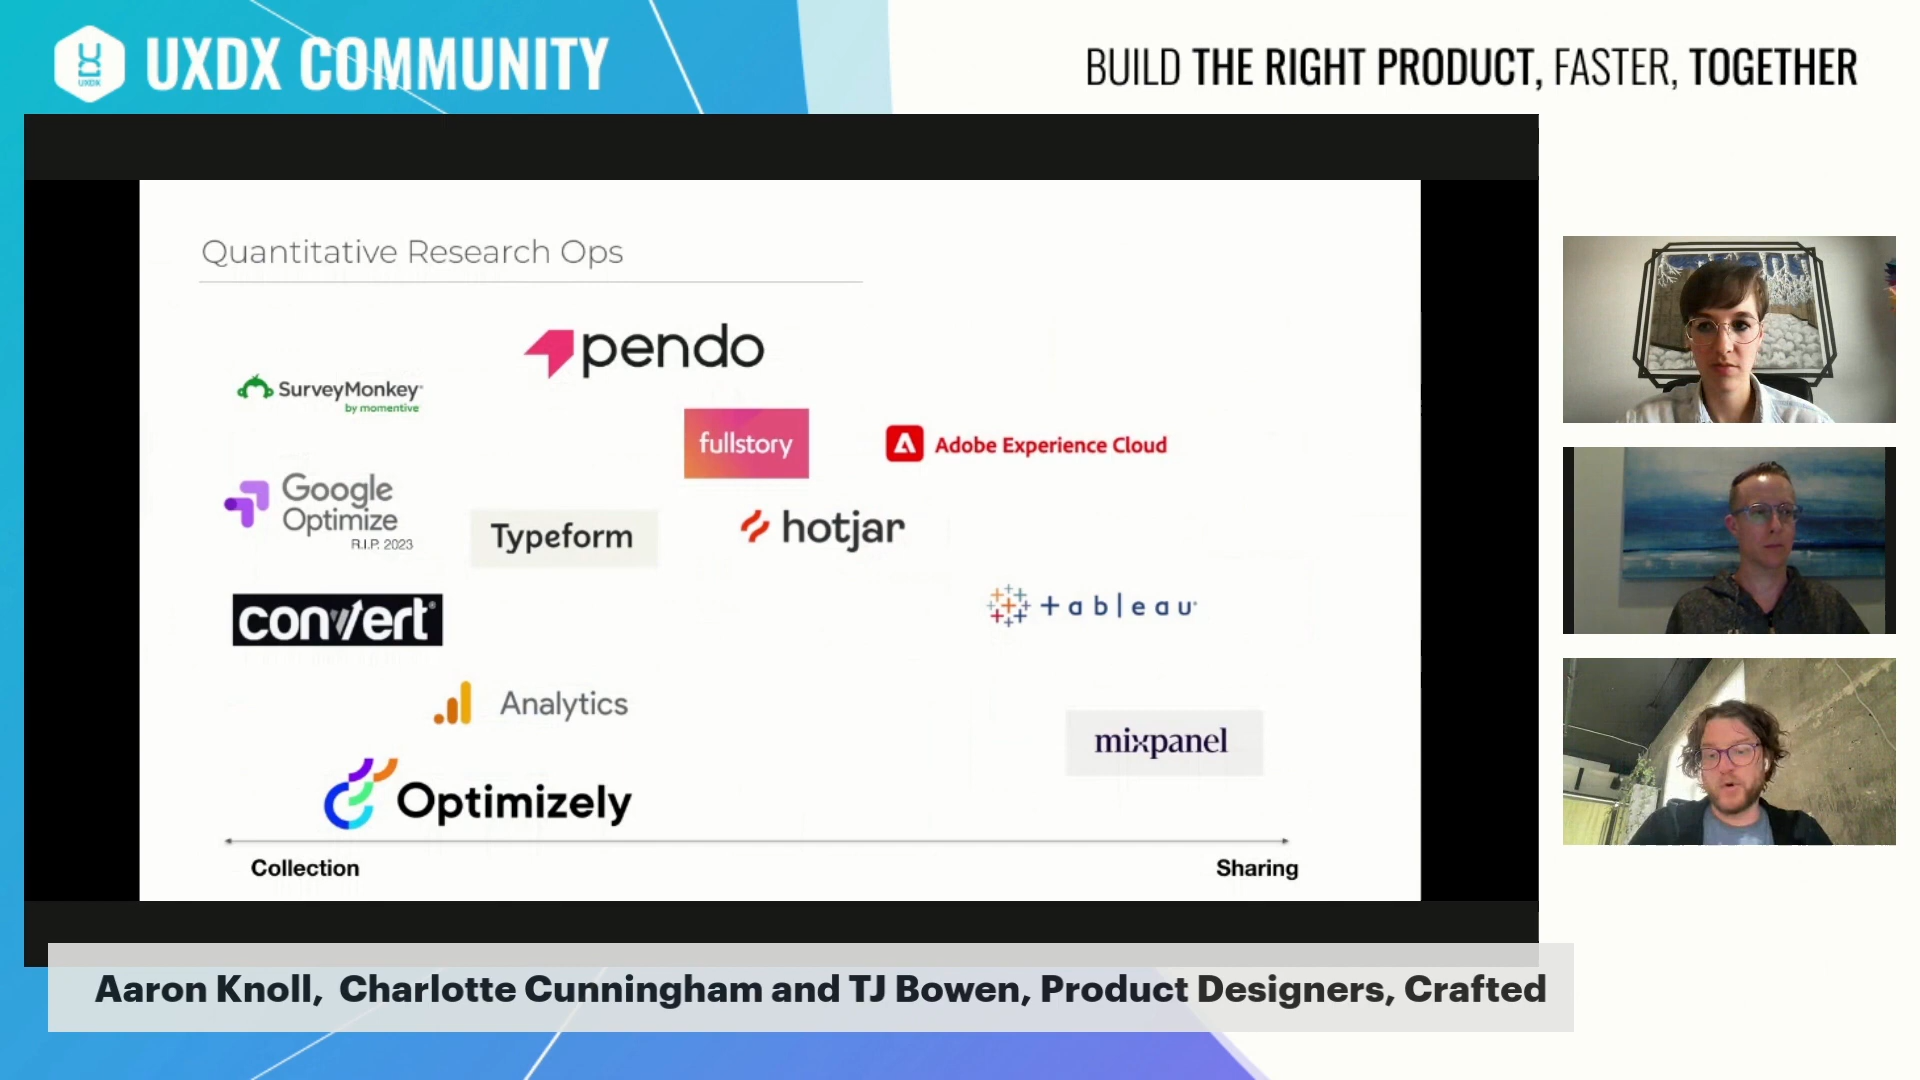 UXDX
UXDX COMMUNITY
BUILD THE RIGHT PRODUCT, FASTER, TOGETHER
Quantitative Research Ops
pendo
SurveyMonkey
by momentive
fullstory
Adobe Experience Cloud
Google
Optimize
R.I.P. 2023
Typeform
hotjar
convert®
+ableau
Analytics
mixpanel
Optimizely
Collection
Sharing
Aaron Knoll, Charlotte Cunningham and TJ Bowen, Product Designers, Crafted